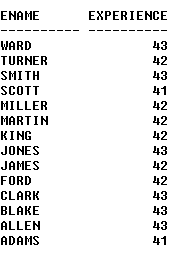 ENAME      EXPERIENCE
---------- ----------
WARD               43
TURNER             42
SMITH              43
SCOTT              41
MILLER             42
MARTIN             42
KING               42
JONES              43
JAMES              42
FORD               42
CLARK              43
BLAKE              43
ALLEN              43
ADAMS              41